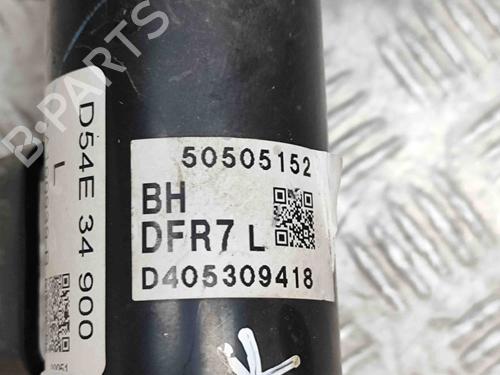 B-PARTS
D54E 34 900
L
50505152
BH
DFR7 L
D405309418